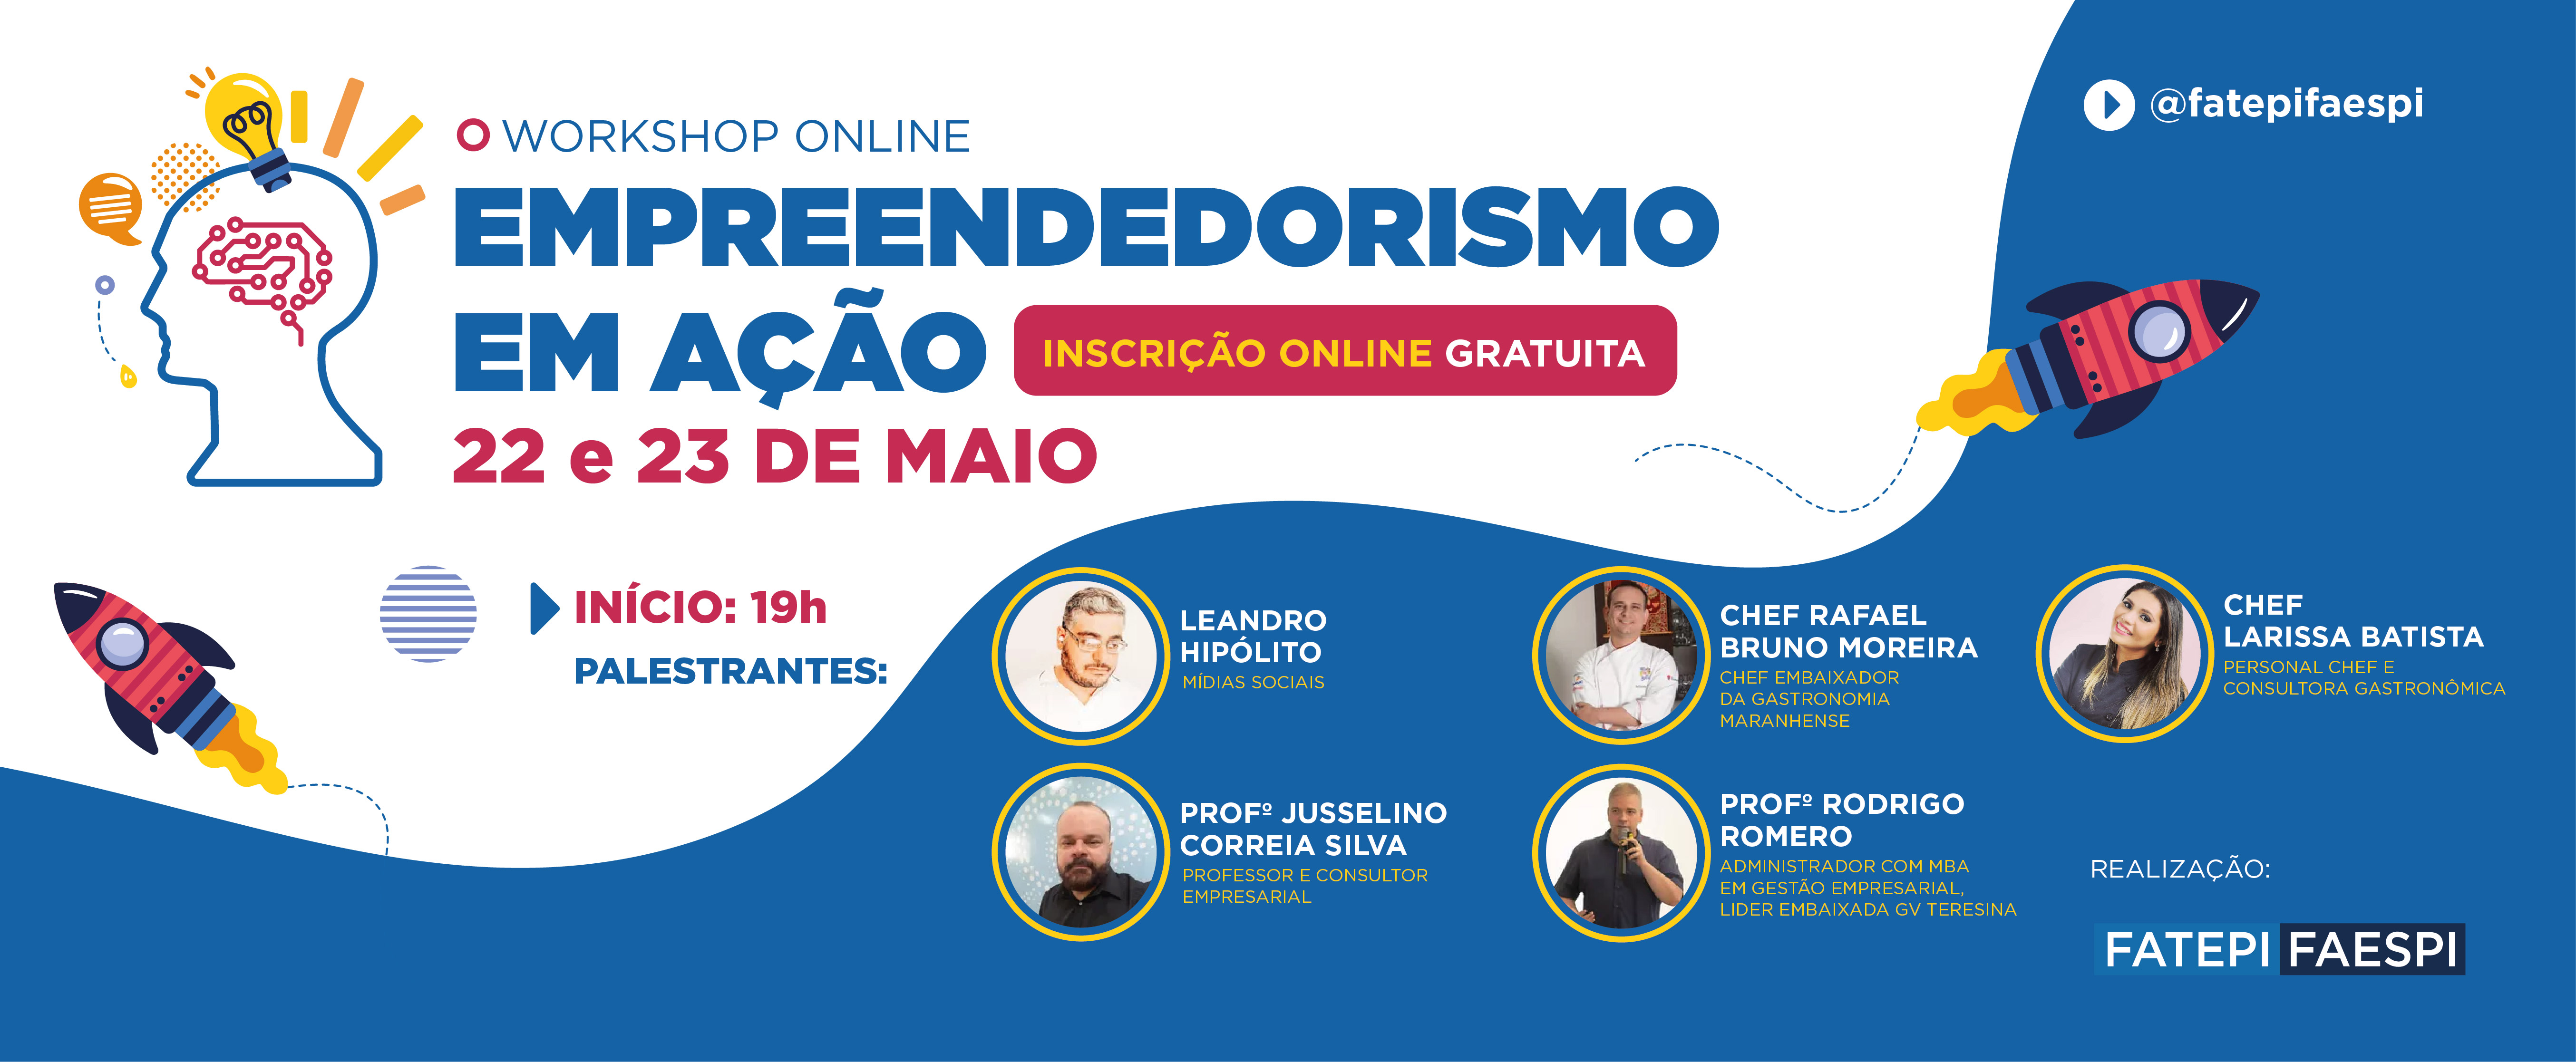 WORKSHOP ONLINE
EMPREENDEDORISMO
EM AÇÃO
INSCRIÇÃO ONLINE GRATUITA
22 e 23 DE MAIO
@fatepifaespi
INÍCIO: 19h
PALESTRANTES:
LEANDRO
HIPÓLITO
MÍDIAS SOCIAIS
CHEF RAFAEL
BRUNO MOREIRA
CHEF EMBAIXADOR
DA GASTRONOMIA
MARANHENSE
CHEF
LARISSA BATISTA
PERSONAL CHEF E
CONSULTORA GASTRONÔMICA
PROFº JUSSELINO
CORREIA SILVA
PROFESSOR E CONSULTOR
EMPRESARIAL
PROFº RODRIGO
ROMERO
ADMINISTRADOR COM MBA
EM GESTÃO EMPRESARIAL,
LIDER EMBAIXADA GV TERESINA
REALIZAÇÃO:
FATEPI FAESPI